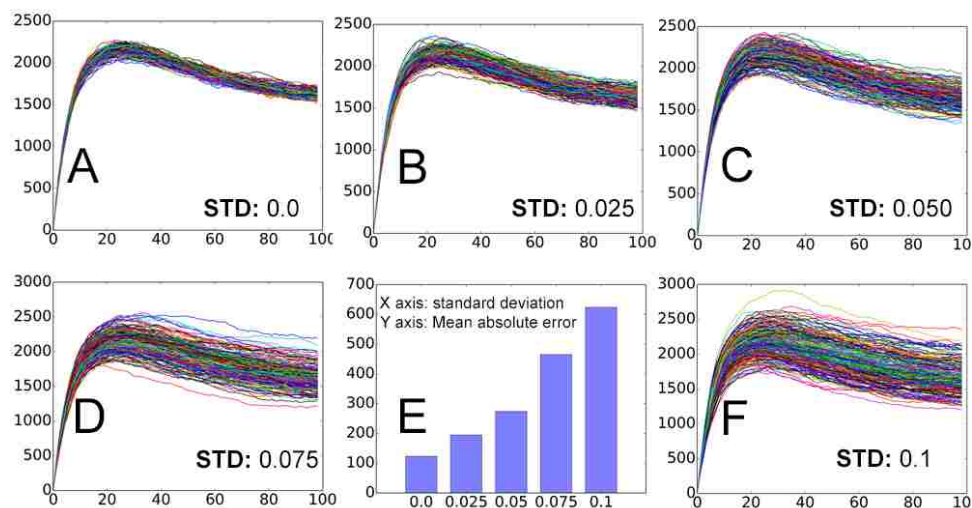 2500
2000
1500
1000
500
0
0 20 40 60 80 100
A
STD: 0.0
2500
2000
1500
1000
500
0
0 20 40 60 80
B
STD: 0.025
2500
2000
1500
1000
500
0
0 20 40 60 80 10
C
STD: 0.050
3000
2500
2000
1500
1000
500
0
0 20 40 60 80 100
D
STD: 0.075
700
600
500
400
300
200
100
0
0.0 0.025 0.05 0.075 0.1
X axis: standard deviation
Y axis: Mean absolute error
E
3000
2500
2000
1500
1000
500
0
0 20 40 60 80 10
F
STD: 0.1